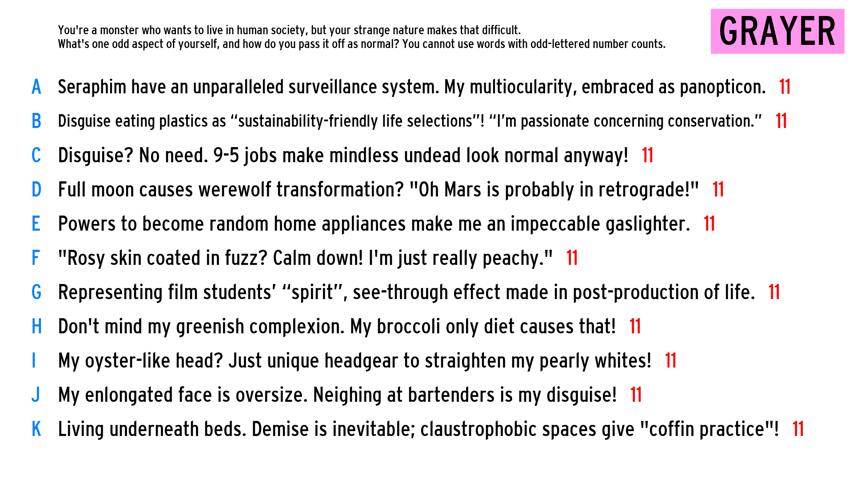 You're a monster who wants to live in human society, but your strange nature makes that difficult.
What's one odd aspect of yourself, and how do you pass it off as normal? You cannot use words with odd-lettered number counts.
GRAYER
A Seraphim have an unparalleled surveillance system. My multiocularity, embraced as panopticon. 11
B Disguise eating plastics as “sustainability-friendly life selections”! “I’m passionate concerning conservation.” 11
C Disguise? No need. 9-5 jobs make mindless undead look normal anyway! 11
D Full moon causes werewolf transformation? "Oh Mars is probably in retrograde!" 11
E Powers to become random home appliances make me an impeccable gaslighter. 11
F "Rosy skin coated in fuzz? Calm down! I'm just really peachy." 11
G Representing film students’ “spirit”, see-through effect made in post-production of life. 11
H Don't mind my greenish complexion. My broccoli only diet causes that! 11
I My oyster-like head? Just unique headgear to straighten my pearly whites! 11
J My enlongated face is oversize. Neighing at bartenders is my disguise! 11
K Living underneath beds. Demise is inevitable; claustrophobic spaces give "coffin practice"! 11